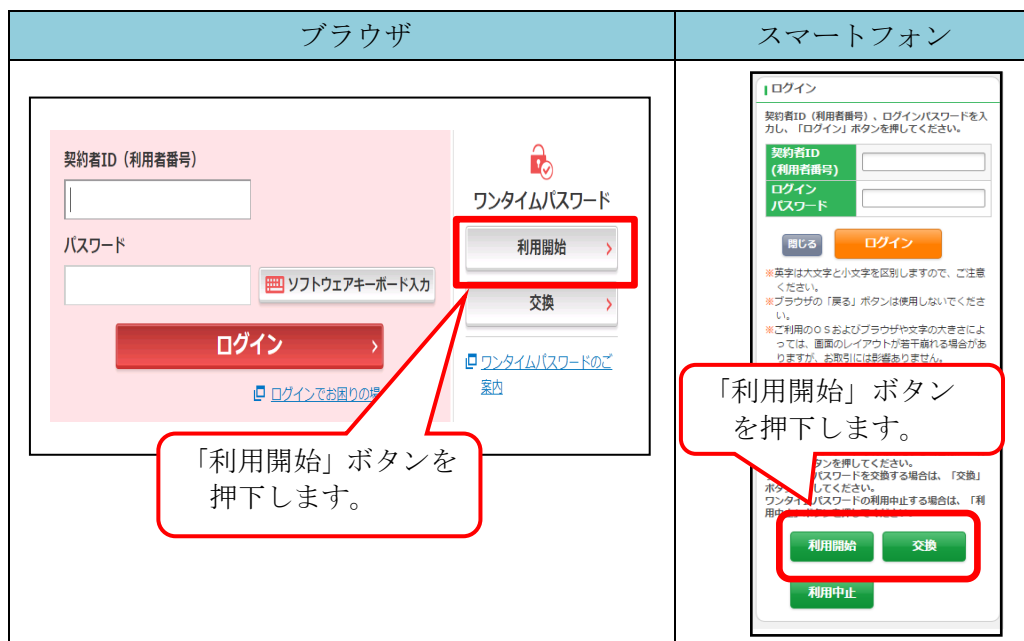 ブラウザ
スマートフォン
契約者ID（利用者番号）
パスワード
ソフトウェアキーボード入力
ログイン
ログインでお困りの場
ワンタイムパスワード
利用開始
交換
ワンタイムパスワードのご
案内
「利用開始」ボタンを
押下します。
ログイン
契約者ID（利用者番号）、ログインパスワードを入
力し、「ログイン」ボタンを押してください。
契約者ID
(利用者番号)
ログイン
パスワード
閉じる
ログイン
※英字は大文字と小文字を区別しますので、ご注意
ください。
※ブラウザの「戻る」ボタンは使用しないでくださ
い。
※ご利用のＯＳおよびブラウザや文字の大きさによ
っては、画面のレイアウトが若干崩れる場合があ
りますが、お取引には影響ありません。
「利用開始」ボタン
を押下します。
タンを押してください。
パスワードを交換する場合は、「交換」
ボタ してください。
ワンタイムパスワードの利用中止する場合は、「利
利用開始
交換
利用中止